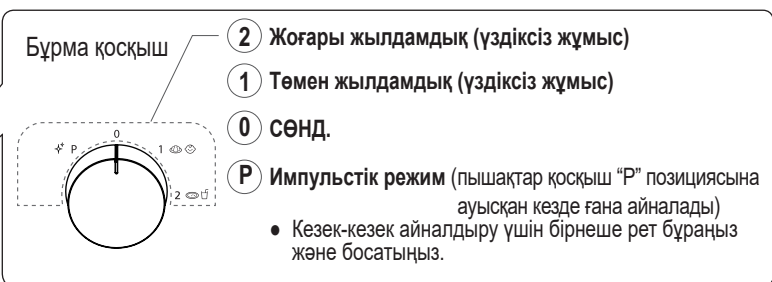 Бұрма қосқыш
2 Жоғары жылдамдық (үздіксіз жұмыс)
1 Төмен жылдамдық (үздіксіз жұмыс)
0 СӨНД.
P Импульстік режим (пышақтар қосқыш “P” позициясына
ауысқан кезде ғана айналады)
● Кезек-кезек айналдыру үшін бірнеше рет бұраңыз
және босатыңыз.
0
P
1
2